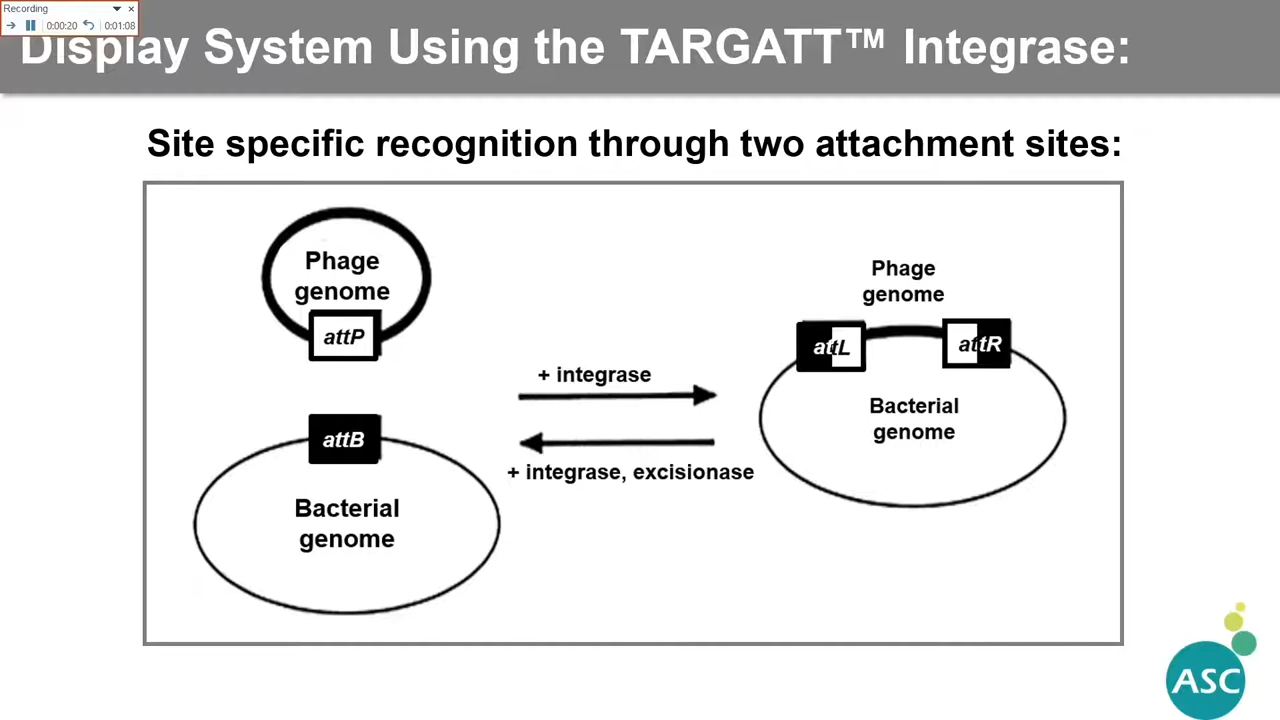 Recording
0:00:20
0:01:08
Display System Using the TARGATT™ Integrase:
Site specific recognition through two attachment sites:
Phage
genome
attP
attB
Bacterial
genome
+ integrase
+ integrase, excisionase
Phage
genome
attL
attR
Bacterial
genome
ASC